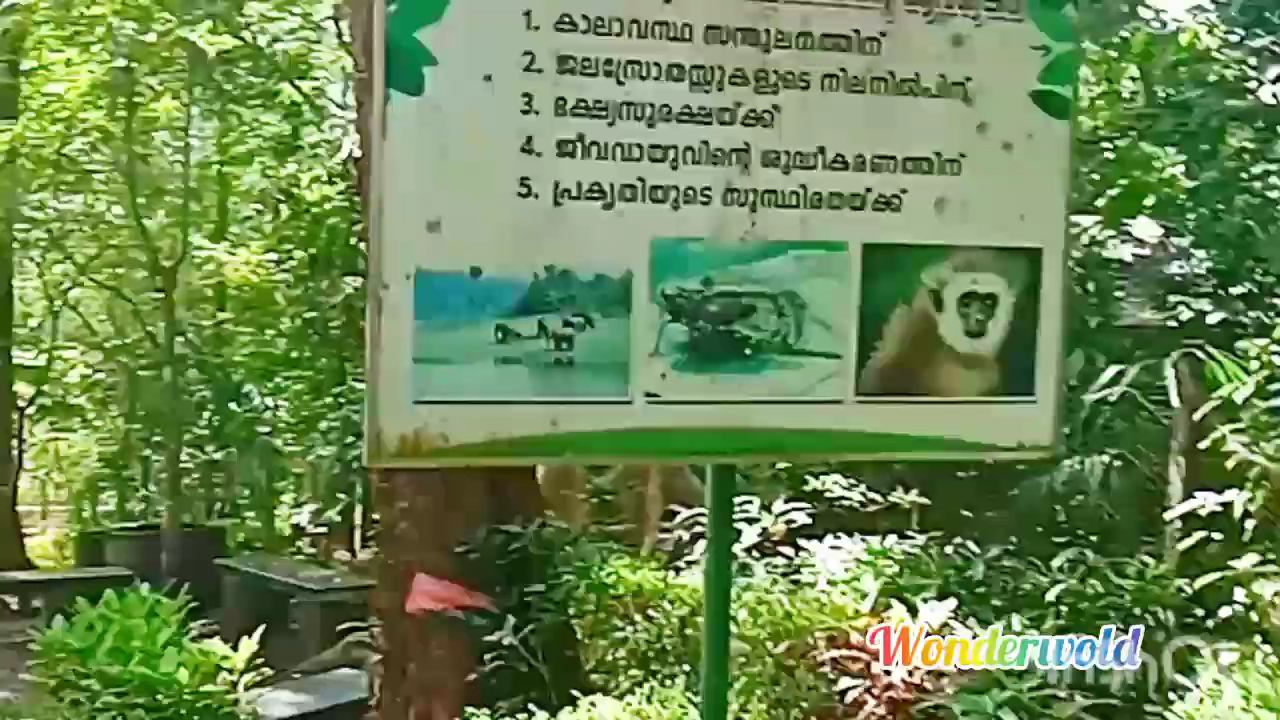 1. കാലാവസ്ഥ സന്തുലനത്തിന്
2. ജലസ്രോതസ്സുകളുടെ നിലനിൽപിന്
3. ഭക്ഷ്യസുരക്ഷയ്ക്ക്
4. ജീവവായുവിന്റെ ശുദ്ധീകരണത്തിന്
5. പ്രകൃതിയുടെ സുസ്ഥിരതയ്ക്ക്
Wonderwold